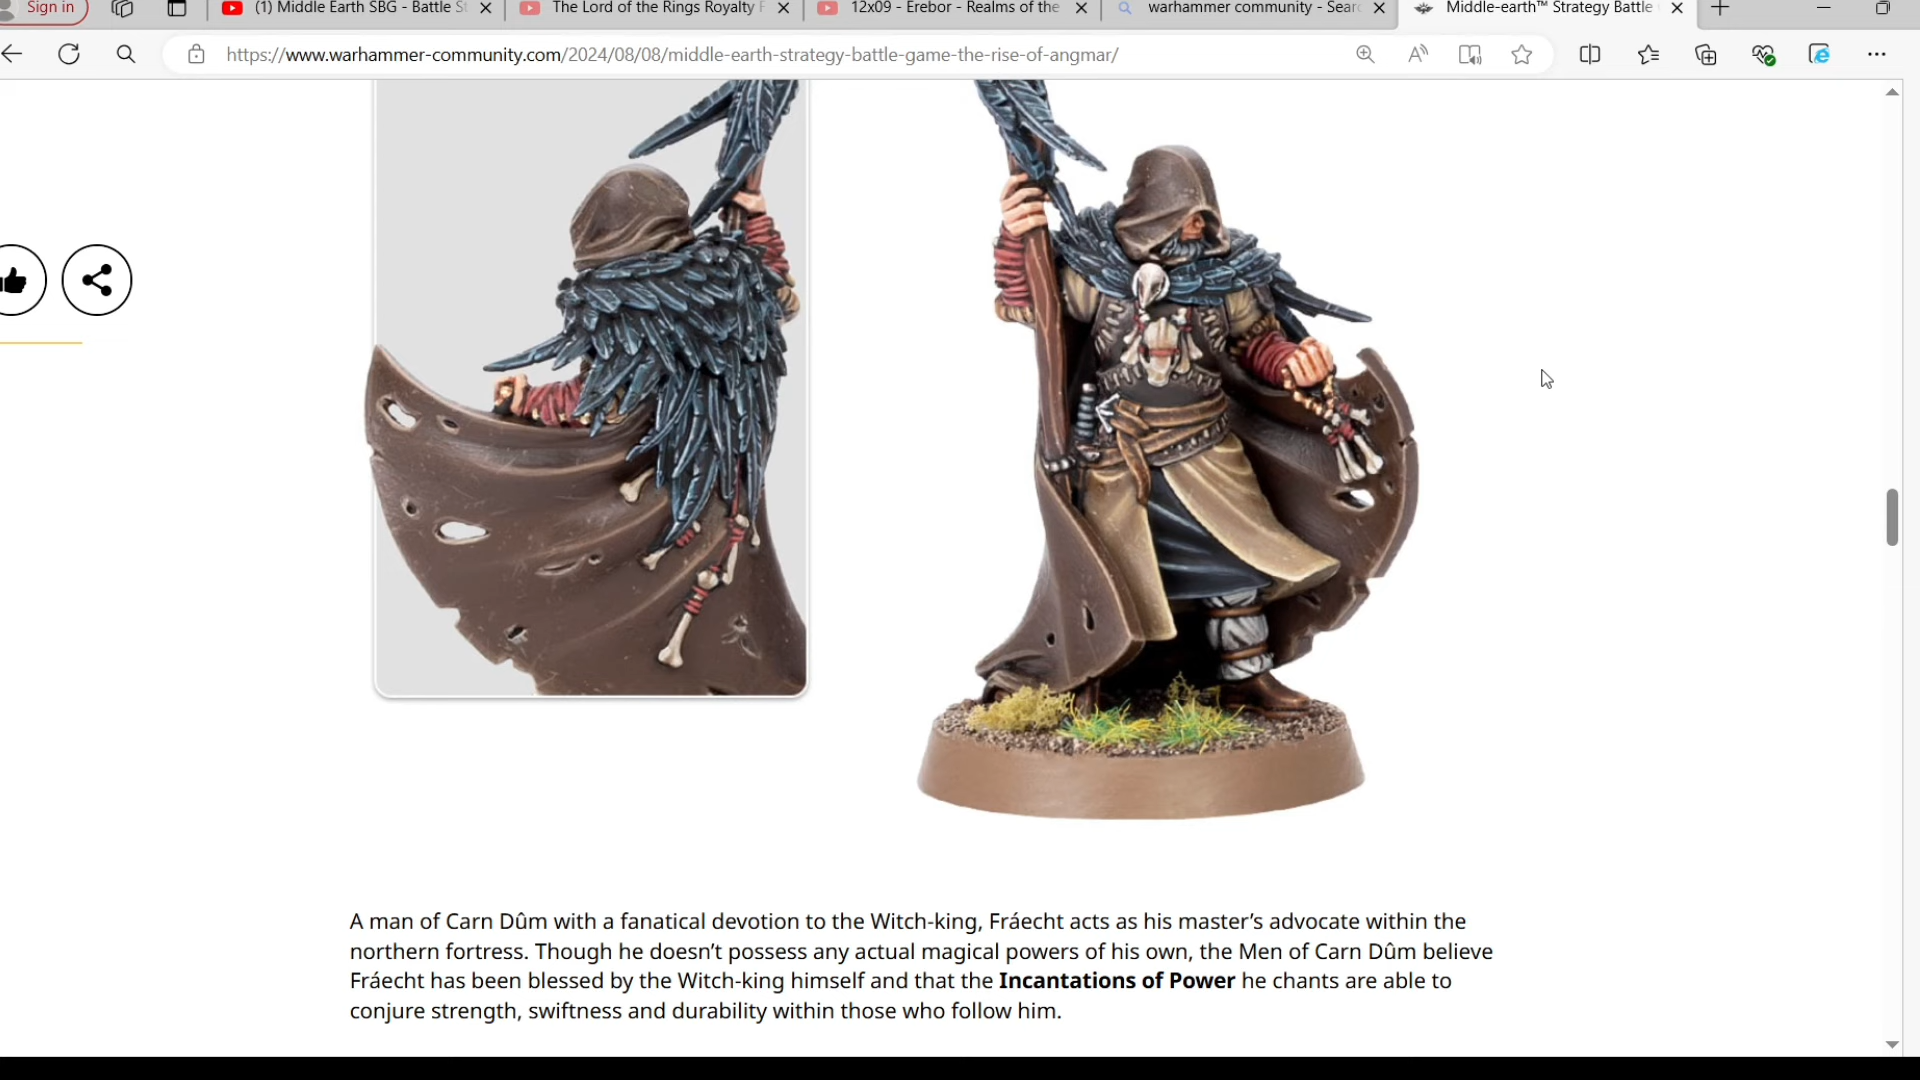 Sign in
(1) Middle Earth SBG - Battle St
The Lord of the Rings Royalty F
12x09 - Erebor - Realms of the
warhammer community - Searc
Middle-earth™ Strategy Battle
https://www.warhammer-community.com/2024/08/08/middle-earth-strategy-battle-game-the-rise-of-angmar/
A man of Carn Dûm with a fanatical devotion to the Witch-king, Fráecht acts as his master’s advocate within the
northern fortress. Though he doesn’t possess any actual magical powers of his own, the Men of Carn Dûm believe
Fráecht has been blessed by the Witch-king himself and that the Incantations of Power he chants are able to
conjure strength, swiftness and durability within those who follow him.